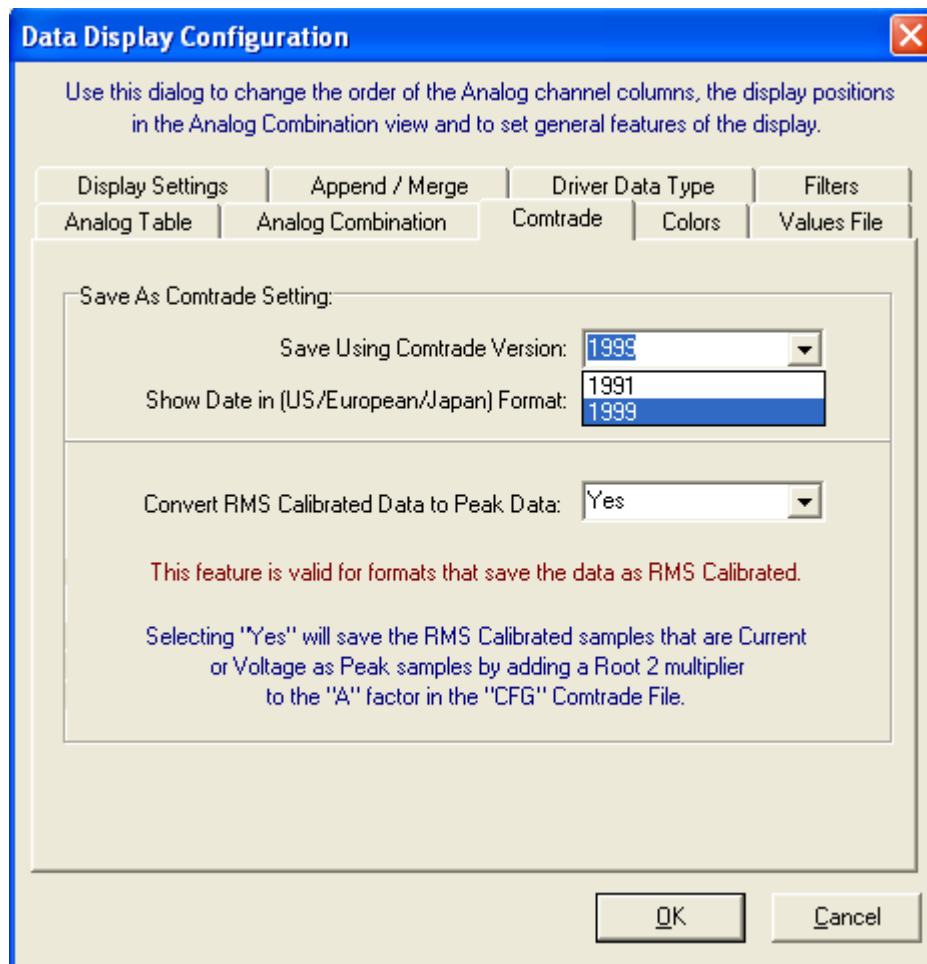 Data Display Configuration
Use this dialog to change the order of the Analog channel columns, the display positions
in the Analog Combination view and to set general features of the display.
Display Settings
Append / Merge
Driver Data Type
Filters
Analog Table
Analog Combination
Comtrade
Colors
Values File
Save As Comtrade Setting:
Save Using Comtrade Version:
1999
1991
1999
Show Date in (US/European/Japan) Format:
Convert RMS Calibrated Data to Peak Data:
Yes
This feature is valid for formats that save the data as RMS Calibrated.
Selecting "Yes" will save the RMS Calibrated samples that are Current
or Voltage as Peak samples by adding a Root 2 multiplier
to the "A" factor in the "CFG" Comtrade File.
OK
Cancel